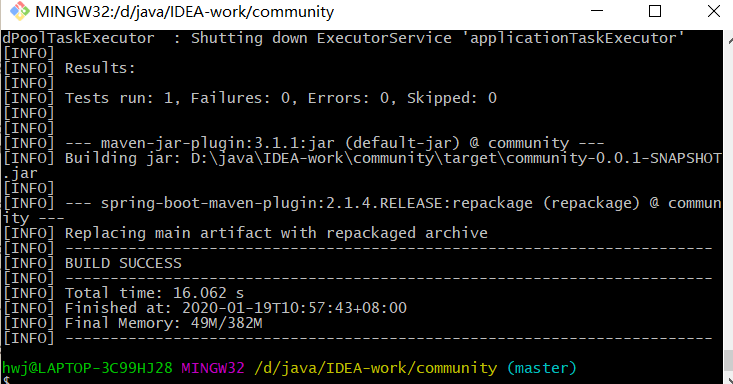 MINGW32:/d/java/IDEA-work/community
dPoolTaskExecutor  : Shutting down ExecutorService 'applicationTaskExecutor'
[INFO]
[INFO] Results:
[INFO]
[INFO] Tests run: 1, Failures: 0, Errors: 0, Skipped: 0
[INFO]
[INFO]
[INFO] --- maven-jar-plugin:3.1.1:jar (default-jar) @ community ---
[INFO] Building jar: D:\java\IDEA-work\community\target\community-0.0.1-SNAPSHOT
.jar
[INFO]
[INFO] --- spring-boot-maven-plugin:2.1.4.RELEASE:repackage (repackage) @ commun
ity ---
[INFO] Replacing main artifact with repackaged archive
[INFO] ------------------------------------------------------------------------
[INFO] BUILD SUCCESS
[INFO] ------------------------------------------------------------------------
[INFO] Total time: 16.062 s
[INFO] Finished at: 2020-01-19T10:57:43+08:00
[INFO] Final Memory: 49M/382M
[INFO] ------------------------------------------------------------------------
hwj@LAPTOP-3C99HJ28 MINGW32 /d/java/IDEA-work/community (master)
$